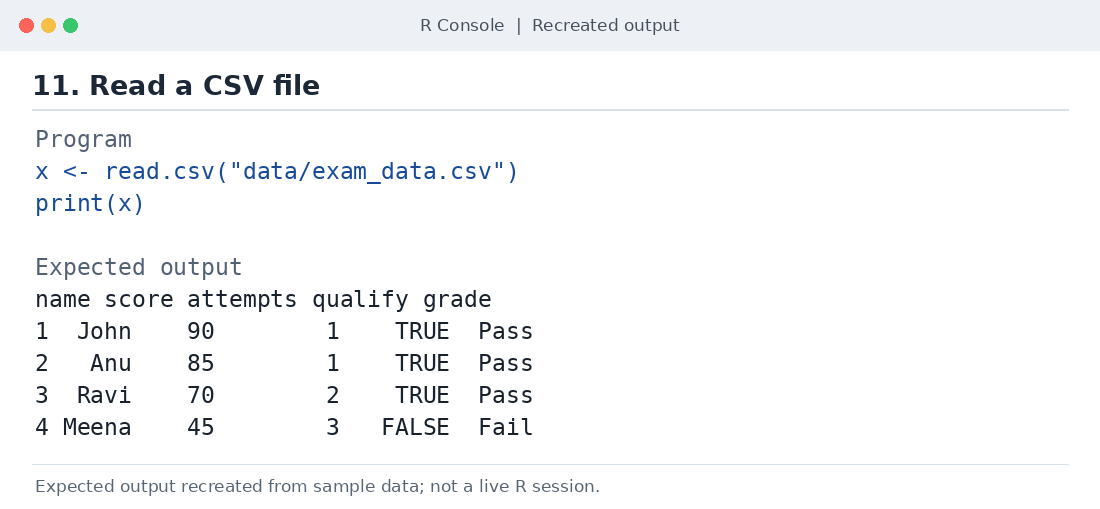 R Console | Recreated output
11. Read a CSV file
Program
x <- read.csv("data/exam_data.csv")
print(x)
Expected output
name score attempts qualify grade
1  John    90        1    TRUE  Pass
2   Anu    85        1    TRUE  Pass
3  Ravi    70        2    TRUE  Pass
4 Meena    45        3   FALSE  Fail
Expected output recreated from sample data; not a live R session.